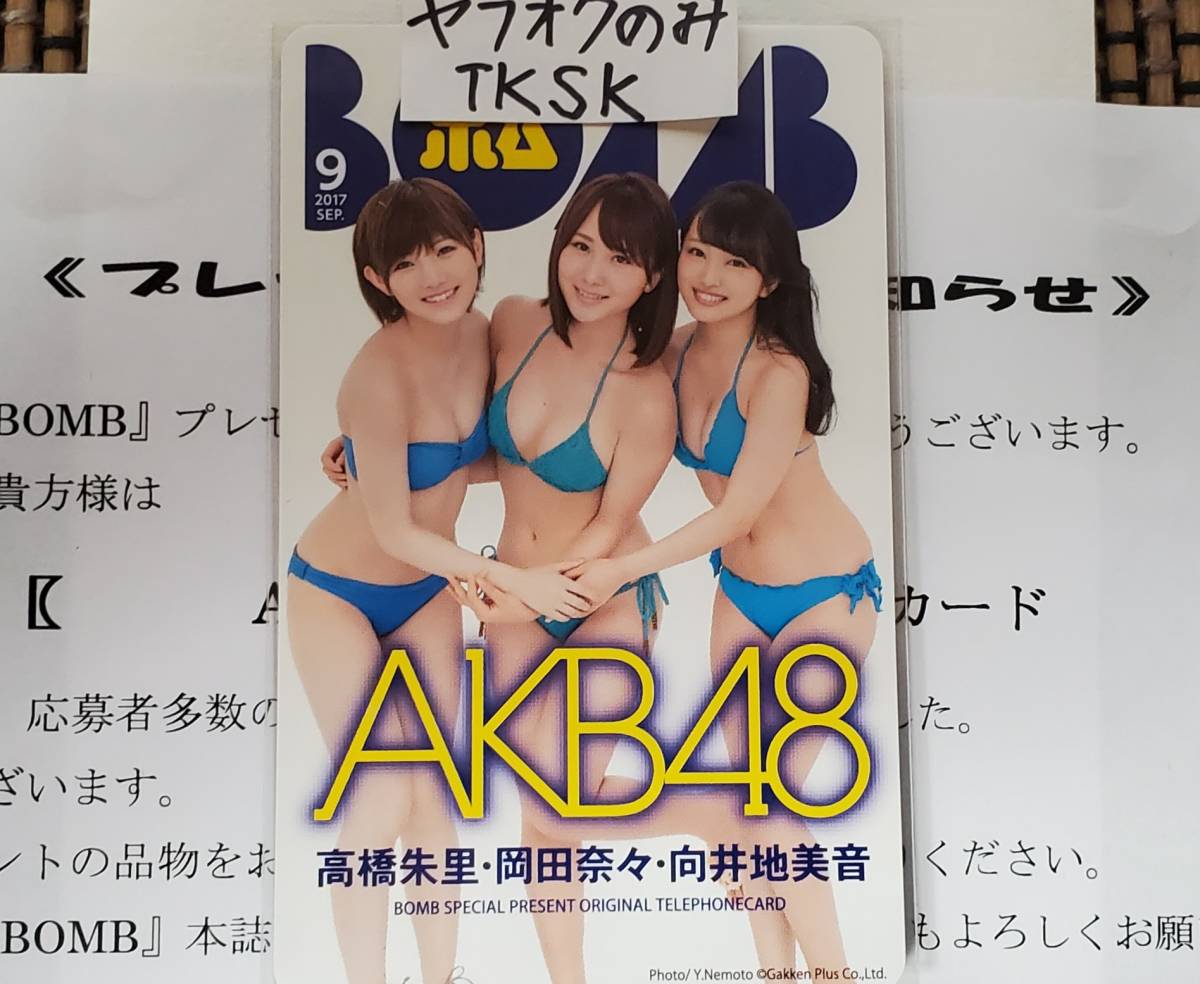 ヤフオクのみ
TKSK
BOMB
ボム
9
2017
SEP.
《プレ 知らせ》
BOMB』プレゼ うございます。
貴方様は
〖 A カード
応募者多数の した。
ざいます。
AKB48
ントの品物をお ください。
高橋朱里・岡田奈々・向井地美音
BOMB SPECIAL PRESENT ORIGINAL TELEPHONECARD
BOMB』本誌 もよろしくお願
Photo/ Y.Nemoto ©Gakken Plus Co.,Ltd.